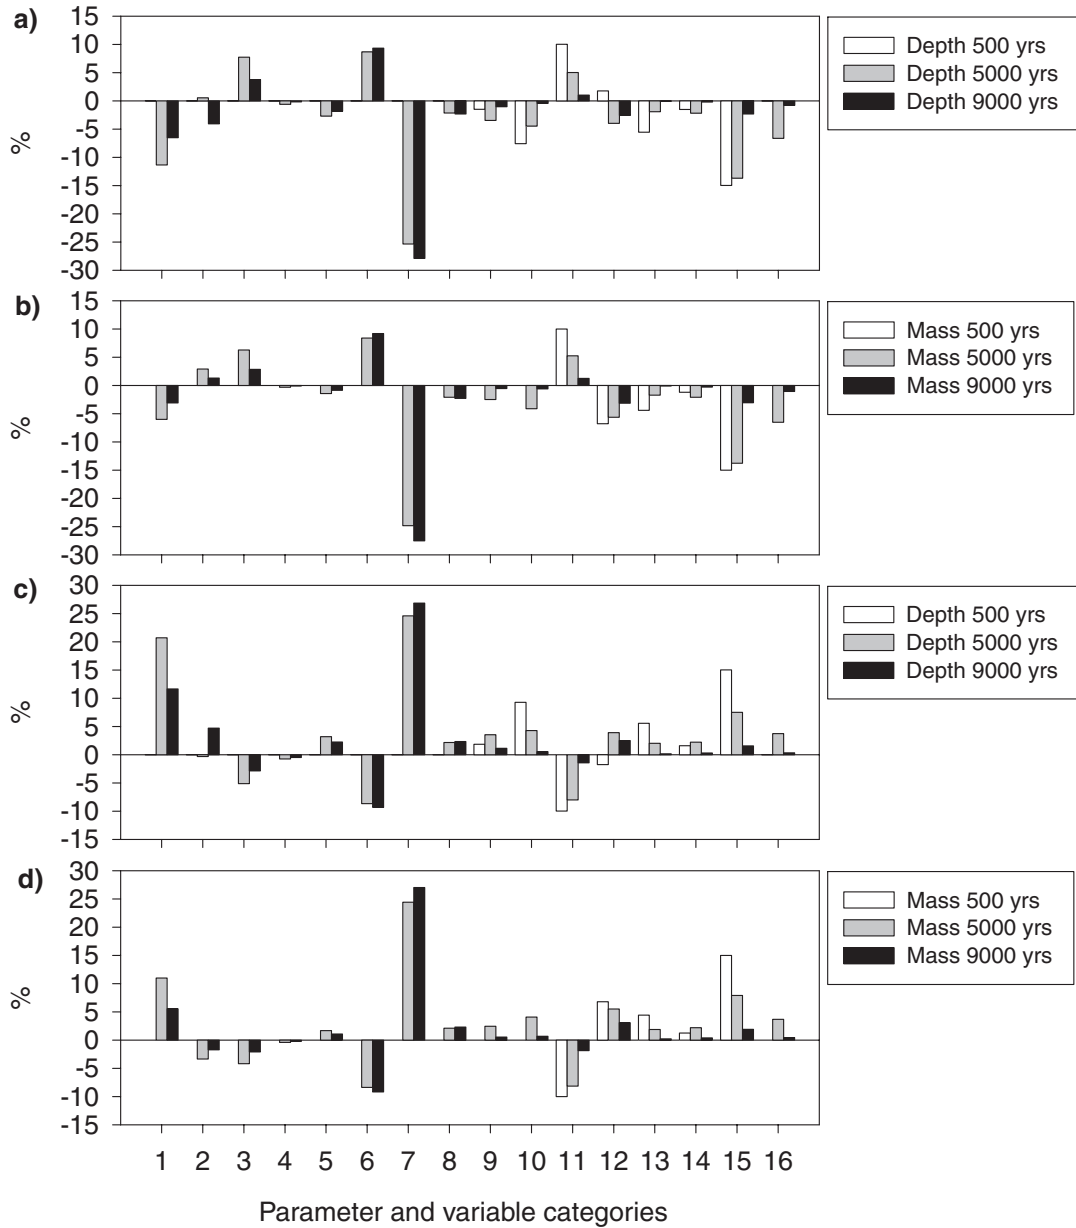 a)
15
10
5
0
-5
-10
-15
-20
-25
-30
%
Depth 500 yrs
Depth 5000 yrs
Depth 9000 yrs
b)
15
10
5
0
-5
-10
-15
-20
-25
-30
%
Mass 500 yrs
Mass 5000 yrs
Mass 9000 yrs
c)
30
25
20
15
10
5
0
-5
-10
-15
%
Depth 500 yrs
Depth 5000 yrs
Depth 9000 yrs
d)
30
25
20
15
10
5
0
-5
-10
-15
%
Mass 500 yrs
Mass 5000 yrs
Mass 9000 yrs
1 2 3 4 5 6 7 8 9 10 11 12 13 14 15 16
Parameter and variable categories